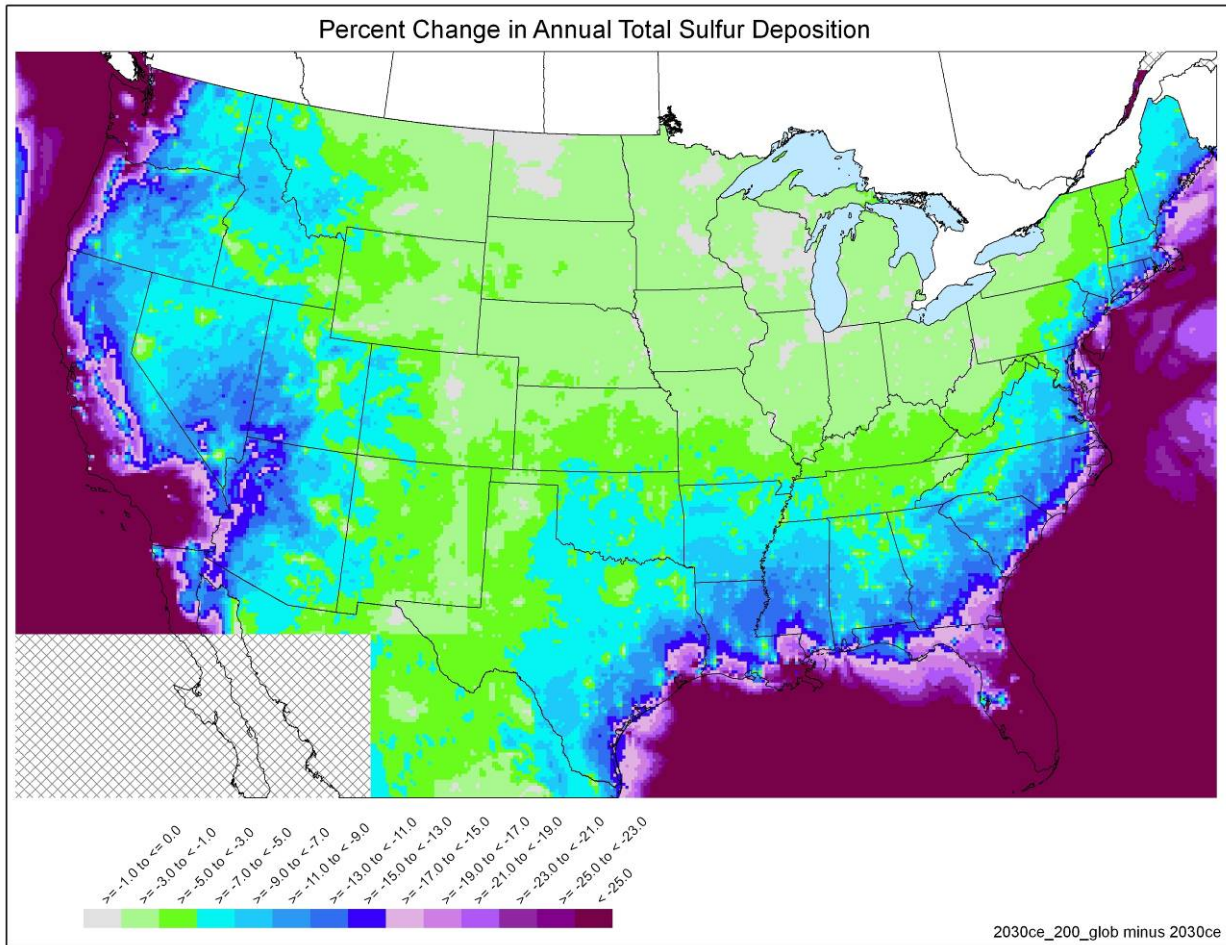 Percent Change in Annual Total Sulfur Deposition
>= -1.0 to <= 0.0
>= -3.0 to < -1.0
>= -5.0 to < -3.0
>= -7.0 to < -5.0
>= -9.0 to < -7.0
>= -11.0 to < -9.0
>= -13.0 to < -11.0
>= -15.0 to < -13.0
>= -17.0 to < -15.0
>= -19.0 to < -17.0
>= -21.0 to < -19.0
>= -23.0 to < -21.0
>= -25.0 to < -23.0
< -25.0
2030ce_200_glob minus 2030ce